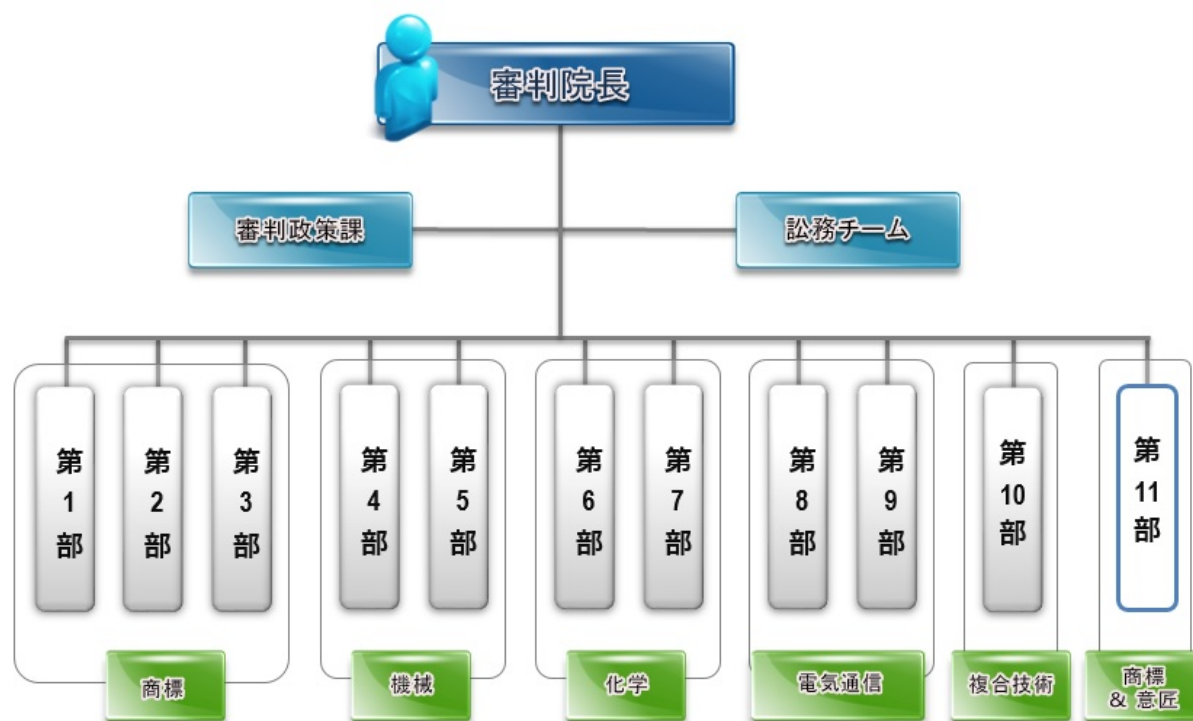 審判院長
審判政策課
訟務チーム
第1部
第2部
第3部
第4部
第5部
第6部
第7部
第8部
第9部
第10部
第11部
商標
機械
化学
電気通信
複合技術
商標
& 意匠